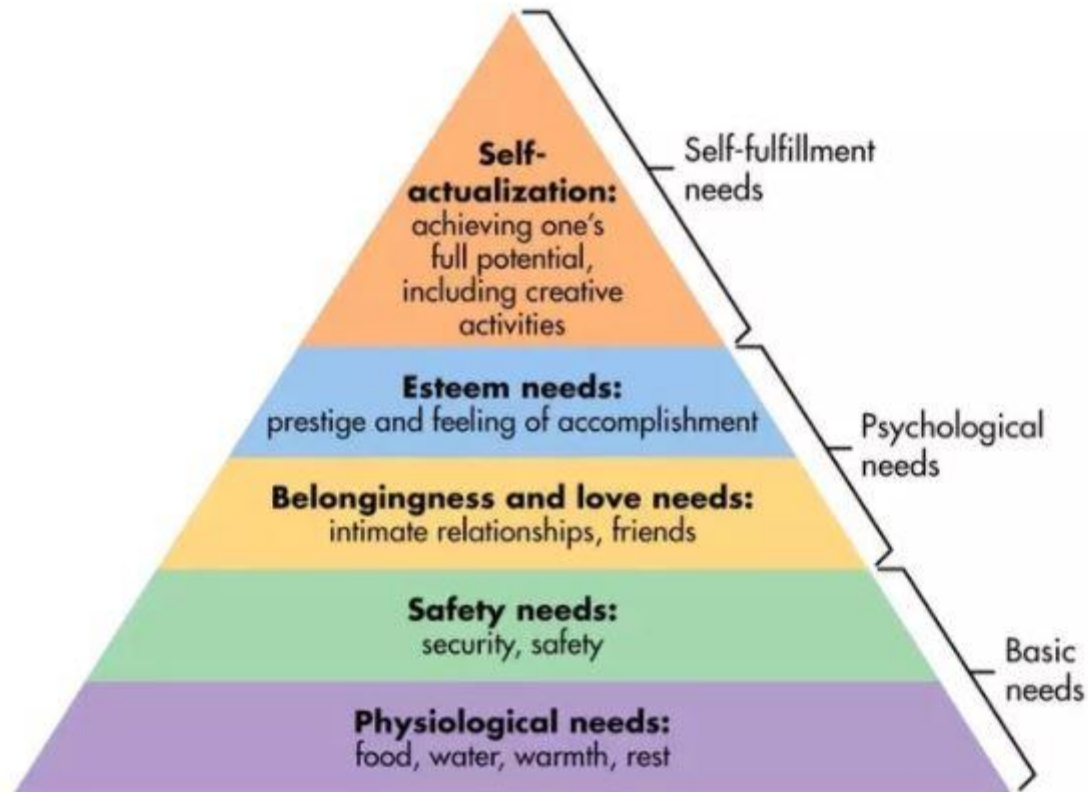 Self-
actualization:
achieving one's
full potential,
including creative
activities
Self-fulfillment
needs
Esteem needs:
prestige and feeling of accomplishment
Psychological
needs
Belongingness and love needs:
intimate relationships, friends
Safety needs:
security, safety
Basic
needs
Physiological needs:
food, water, warmth, rest